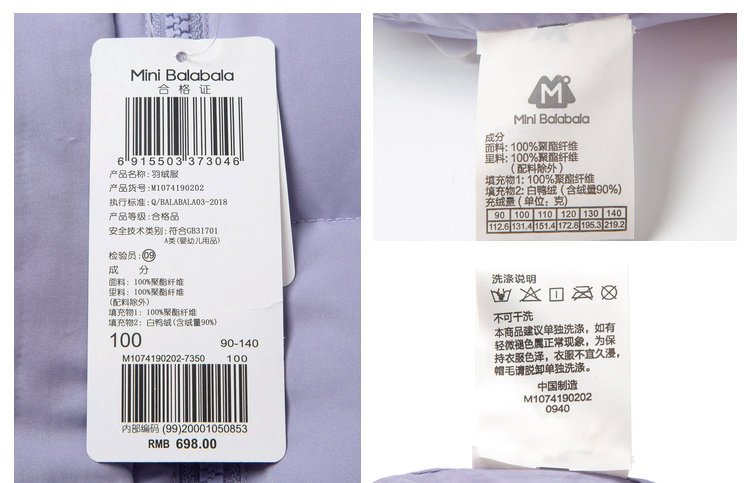 Mini Balabala
合格证
6 915503 373046
产品名称: 羽绒服
产品货号: M1074190202
执行标准: Q/BALABALA03-2018
产品等级: 合格品
安全技术类别: 符合GB31701
A类(婴幼儿用品)
检验员: 09
成 分
面料: 100%聚酯纤维
里料: 100%聚酯纤维
(配料除外)
填充物1: 100%聚酯纤维
填充物2: 白鸭绒(含绒量90%)
100 90-140
M1074190202-7350 100
内部编码 (99)20001050853
RMB 698.00
M
Mini Balabala
成分
面料: 100%聚酯纤维
里料: 100%聚酯纤维
(配料除外)
填充物1: 100%聚酯纤维
填充物2: 白鸭绒 (含绒量90%)
充绒量 (单位: 克)
90 100 110 120 130 140
112.6 131.4 151.4 172.8 195.3 219.2
洗涤说明
不可干洗
本商品建议单独洗涤, 如有
轻微褪色属正常现象, 为保
持衣服色泽, 衣服不宜久浸,
帽毛请脱卸单独洗涤.
中国制造
M1074190202
0940